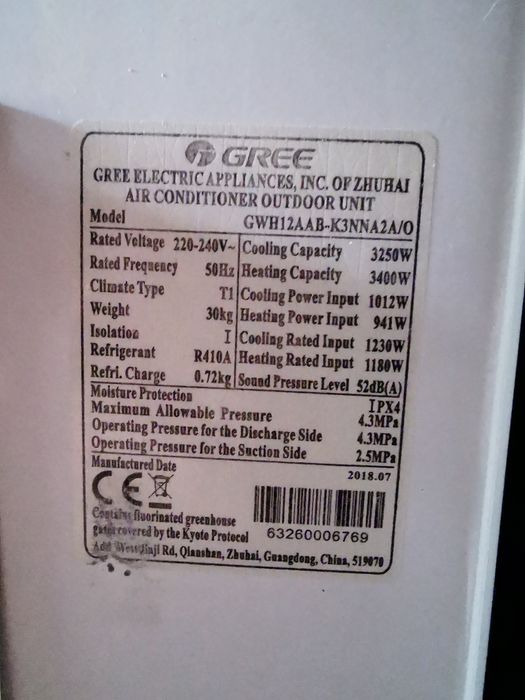 GREE
GREE ELECTRIC APPLIANCES, INC. OF ZHUHAI
AIR CONDITIONER OUTDOOR UNIT
Model GWH12AAB-K3NNA2A/O
Rated Voltage 220-240V~ Cooling Capacity 3250W
Rated Frequency 50Hz Heating Capacity 3400W
Climate Type T1 Cooling Power Input 1012W
Weight 30kg Heating Power Input 941W
Isolation I Cooling Rated Input 1230W
Refrigerant R410A Heating Rated Input 1180W
Refri. Charge 0.72kg Sound Pressure Level 52dB(A)
Moisture Protection IPX4
Maximum Allowable Pressure 4.3MPa
Operating Pressure for the Discharge Side 4.3MPa
Operating Pressure for the Suction Side 2.5MPa
Manufactured Date 2018.07
CE
Contains fluorinated greenhouse
gases covered by the Kyoto Protocol 63260006769
Add West Jinji Rd, Qianshan, Zhuhai, Guangdong, China, 519070